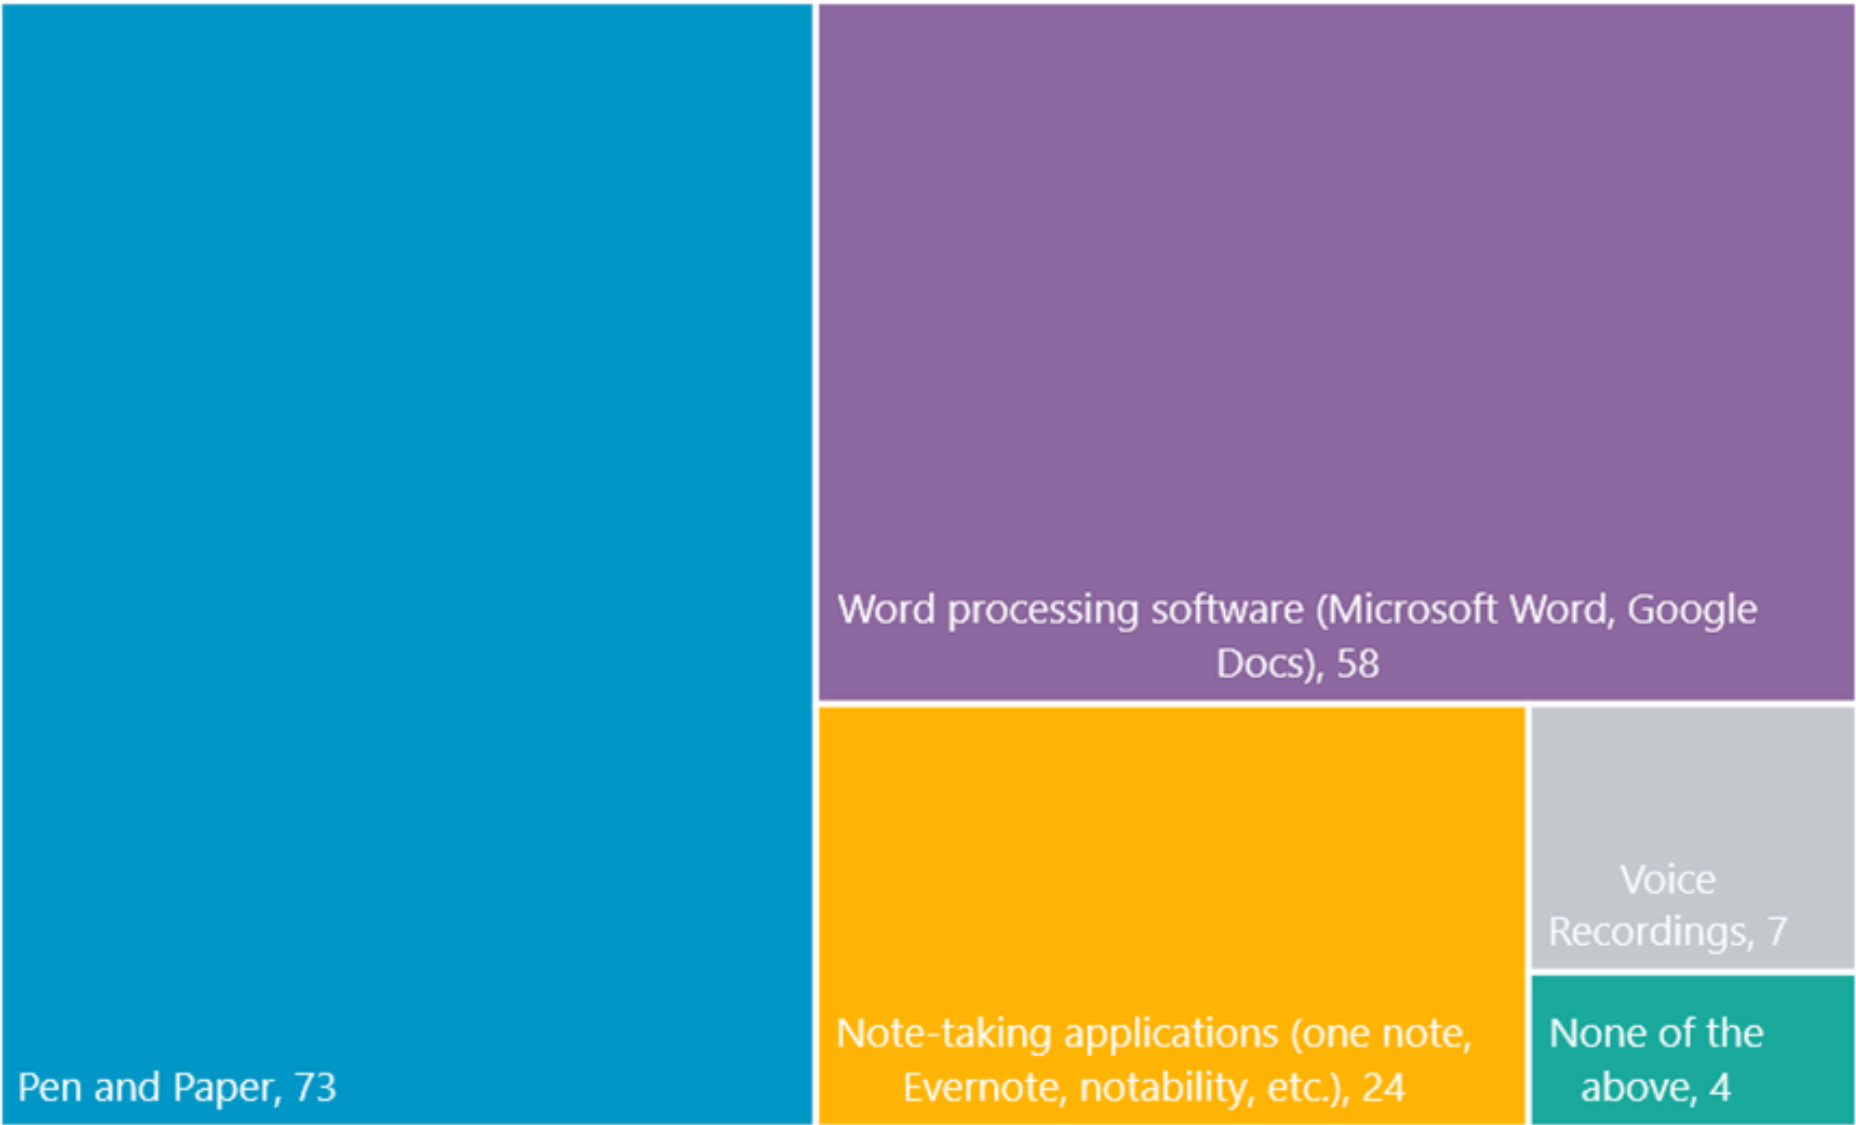 Pen and Paper, 73
Word processing software (Microsoft Word, Google
Docs), 58
Note-taking applications (one note,
Evernote, notability, etc.), 24
Voice
Recordings, 7
None of the
above, 4